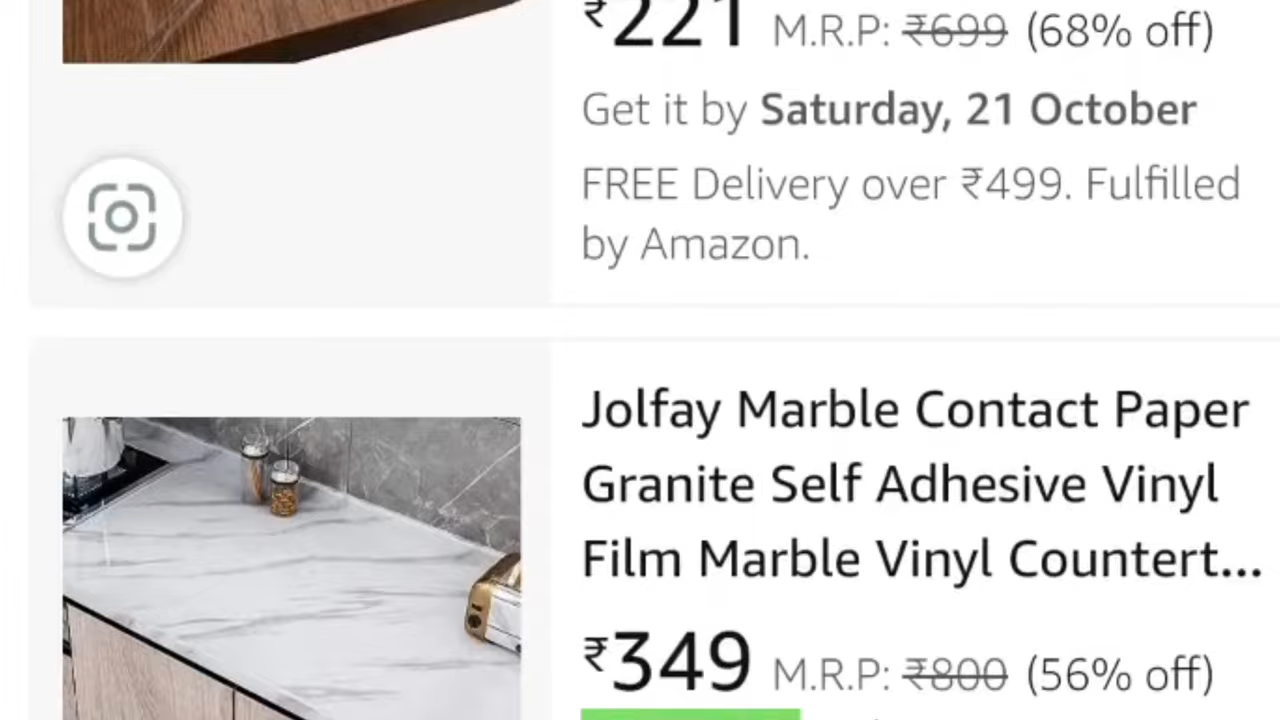 ₹221 M.R.P: ₹699 (68% off)
Get it by Saturday, 21 October
FREE Delivery over ₹499. Fulfilled
by Amazon.
Jolfay Marble Contact Paper
Granite Self Adhesive Vinyl
Film Marble Vinyl Countert...
₹349 M.R.P: ₹800 (56% off)